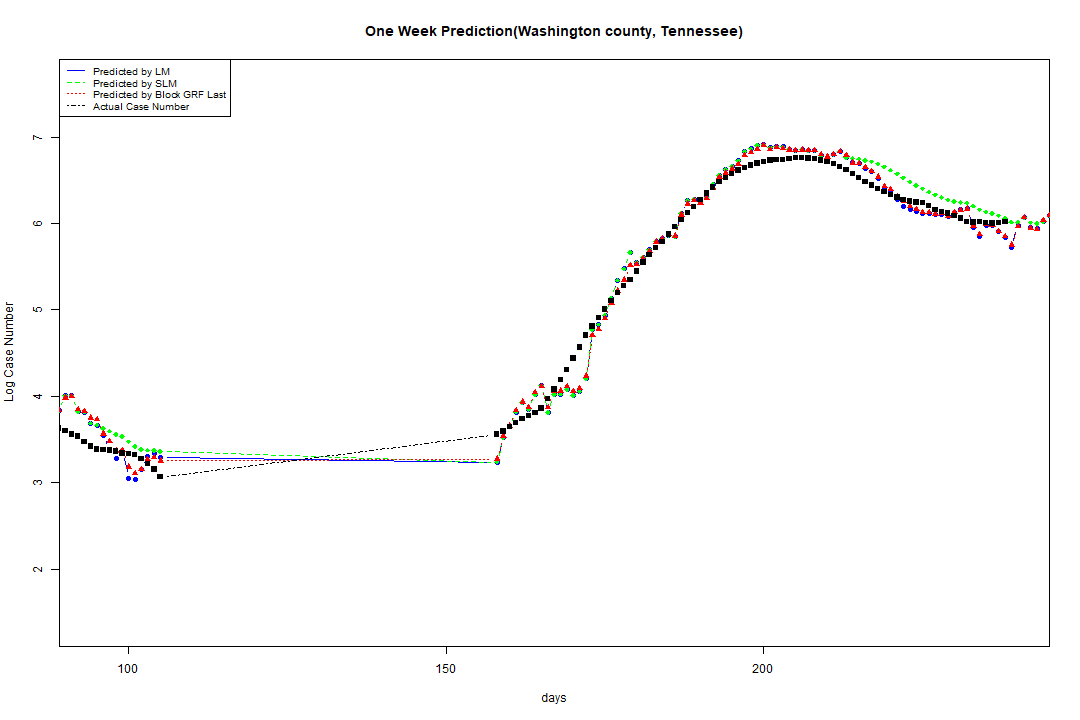 One Week Prediction(Washington county, Tennessee)
Predicted by LM
Predicted by SLM
Predicted by Block GRF Last
Actual Case Number
7
6
5
4
3
2
Log Case Number
100 150 200
days